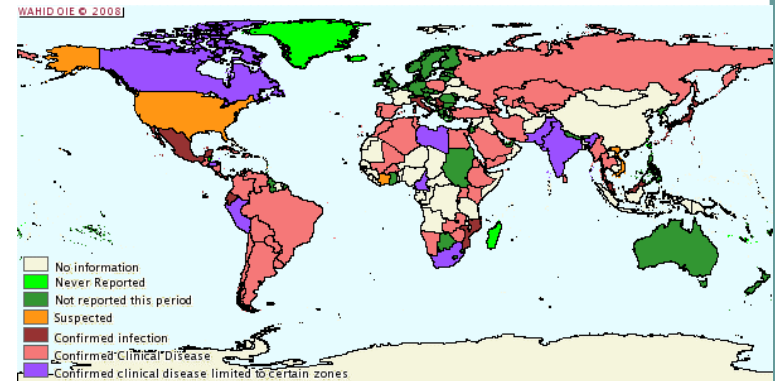 WAHID OIE © 2008
No information
Never Reported
Not reported this period
Suspected
Confirmed infection
Confirmed Clinical Disease
Confirmed clinical disease limited to certain zones